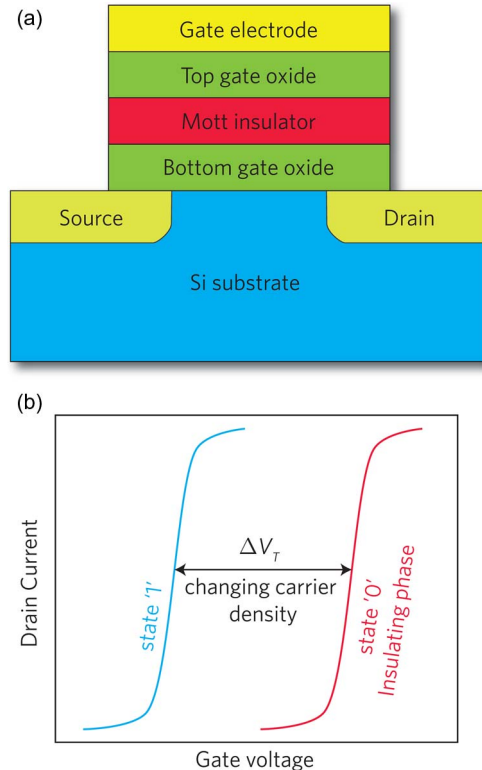 (a)
Gate electrode
Top gate oxide
Mott insulator
Bottom gate oxide
Source
Drain
Si substrate
(b)
Drain Current
state '1'
ΔV_T
changing carrier
density
state '0'
Insulating phase
Gate voltage